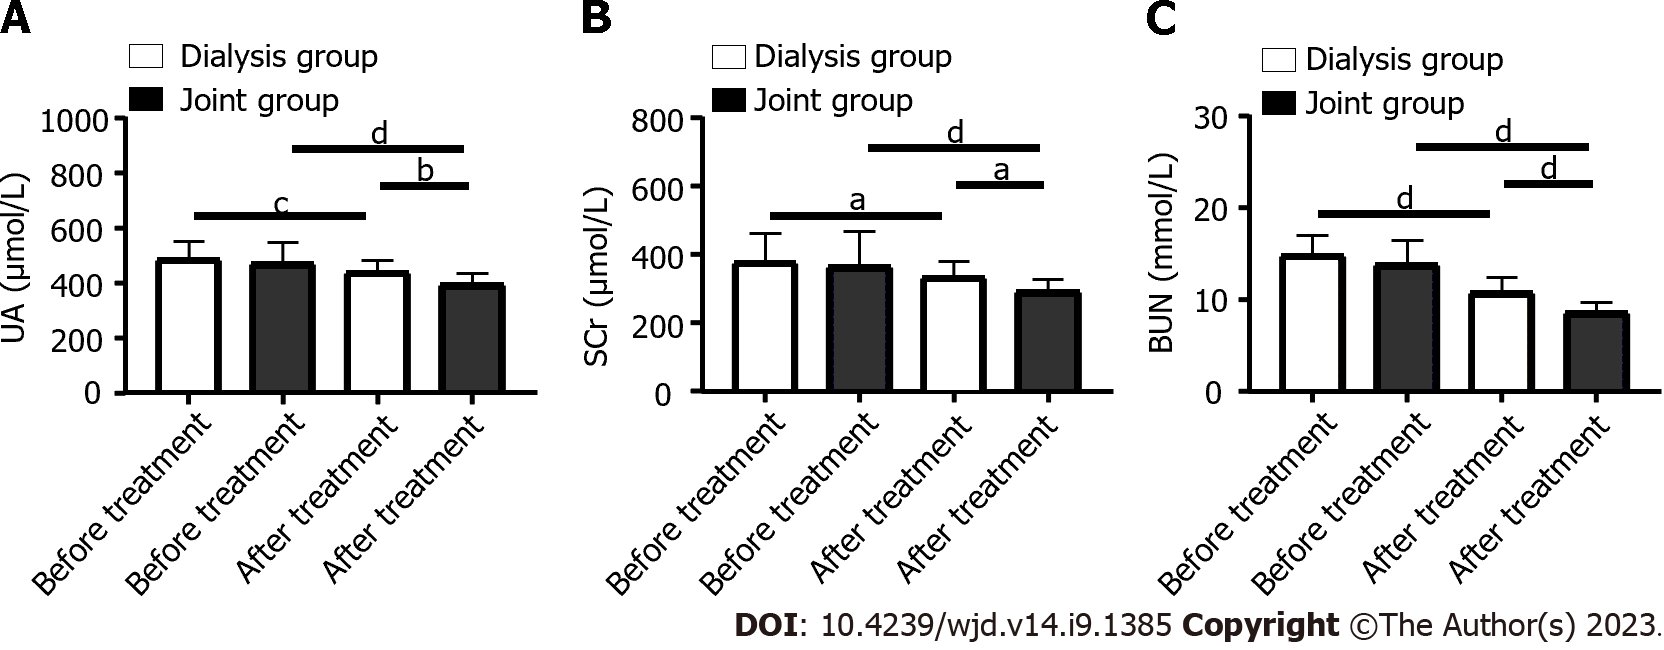 A
Dialysis group
Joint group
UA (µmol/L)
1000
800
600
400
200
0
d
b
c
Before treatment
Before treatment
After treatment
After treatment
B
Dialysis group
Joint group
SCr (µmol/L)
800
600
400
200
0
d
a
a
Before treatment
Before treatment
After treatment
After treatment
C
Dialysis group
Joint group
BUN (mmol/L)
30
20
10
0
d
d
d
Before treatment
Before treatment
After treatment
After treatment
DOI: 10.4239/wjd.v14.i9.1385 Copyright ©The Author(s) 2023.